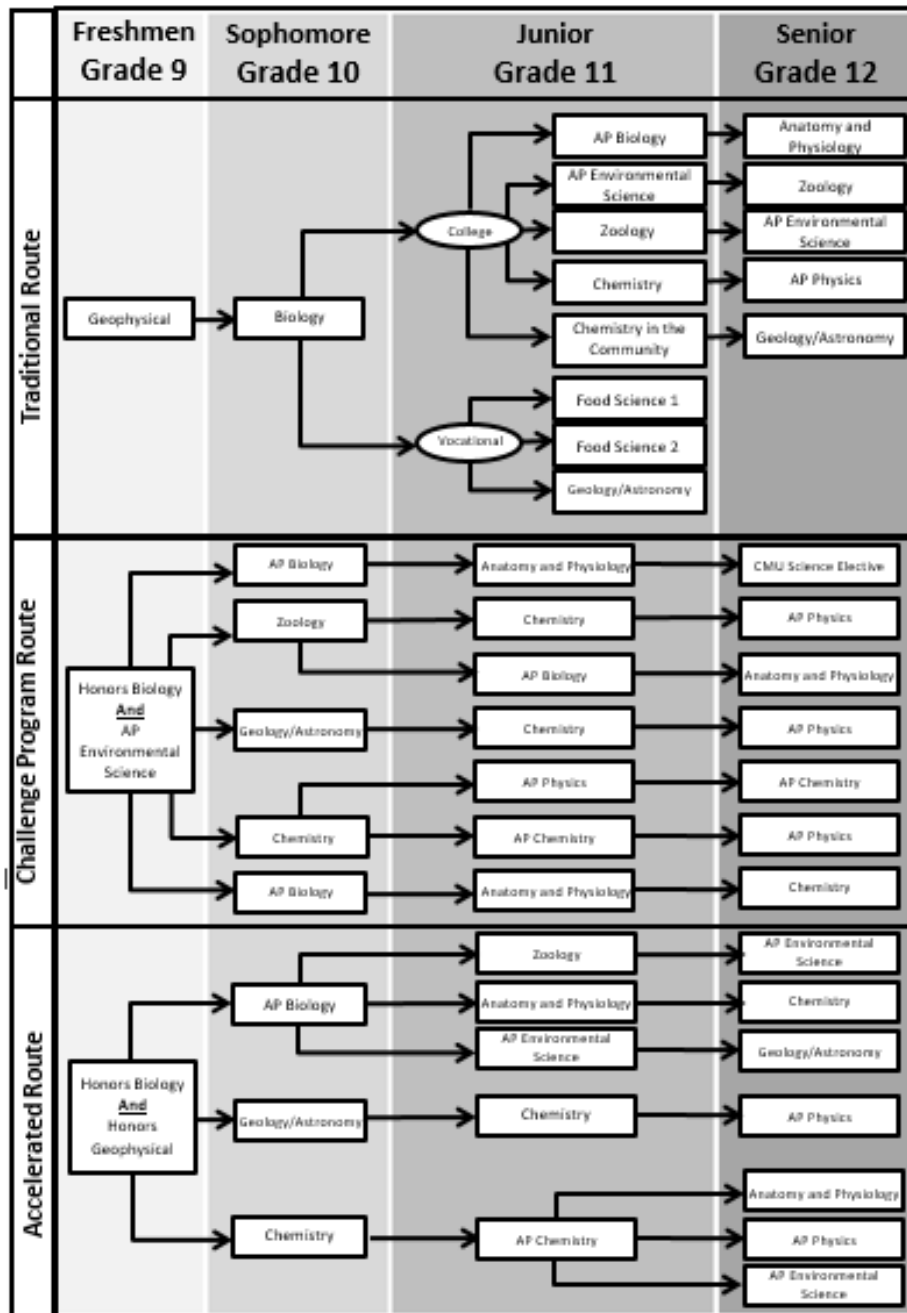 Freshmen
Grade 9
Sophomore
Grade 10
Junior
Grade 11
Senior
Grade 12
Traditional Route
Geophysical
Biology
College
Vocational
AP Biology
AP Environmental
Science
Zoology
Chemistry
Chemistry in the
Community
Food Science 1
Food Science 2
Geology/Astronomy
Anatomy and
Physiology
Zoology
AP Environmental
Science
AP Physics
Geology/Astronomy
Challenge Program Route
Honors Biology
And
AP
Environmental
Science
AP Biology
Zoology
Geology/Astronomy
Chemistry
AP Biology
Anatomy and Physiology
Chemistry
AP Biology
Chemistry
AP Physics
AP Chemistry
Anatomy and Physiology
CMU Science Elective
AP Physics
Anatomy and Physiology
AP Physics
AP Chemistry
AP Physics
Chemistry
Accelerated Route
Honors Biology
And
Honors
Geophysical
AP Biology
Geology/Astronomy
Chemistry
Zoology
Anatomy and Physiology
AP Environmental
Science
Chemistry
AP Chemistry
AP Environmental
Science
Chemistry
Geology/Astronomy
AP Physics
Anatomy and Physiology
AP Physics
AP Environmental
Science